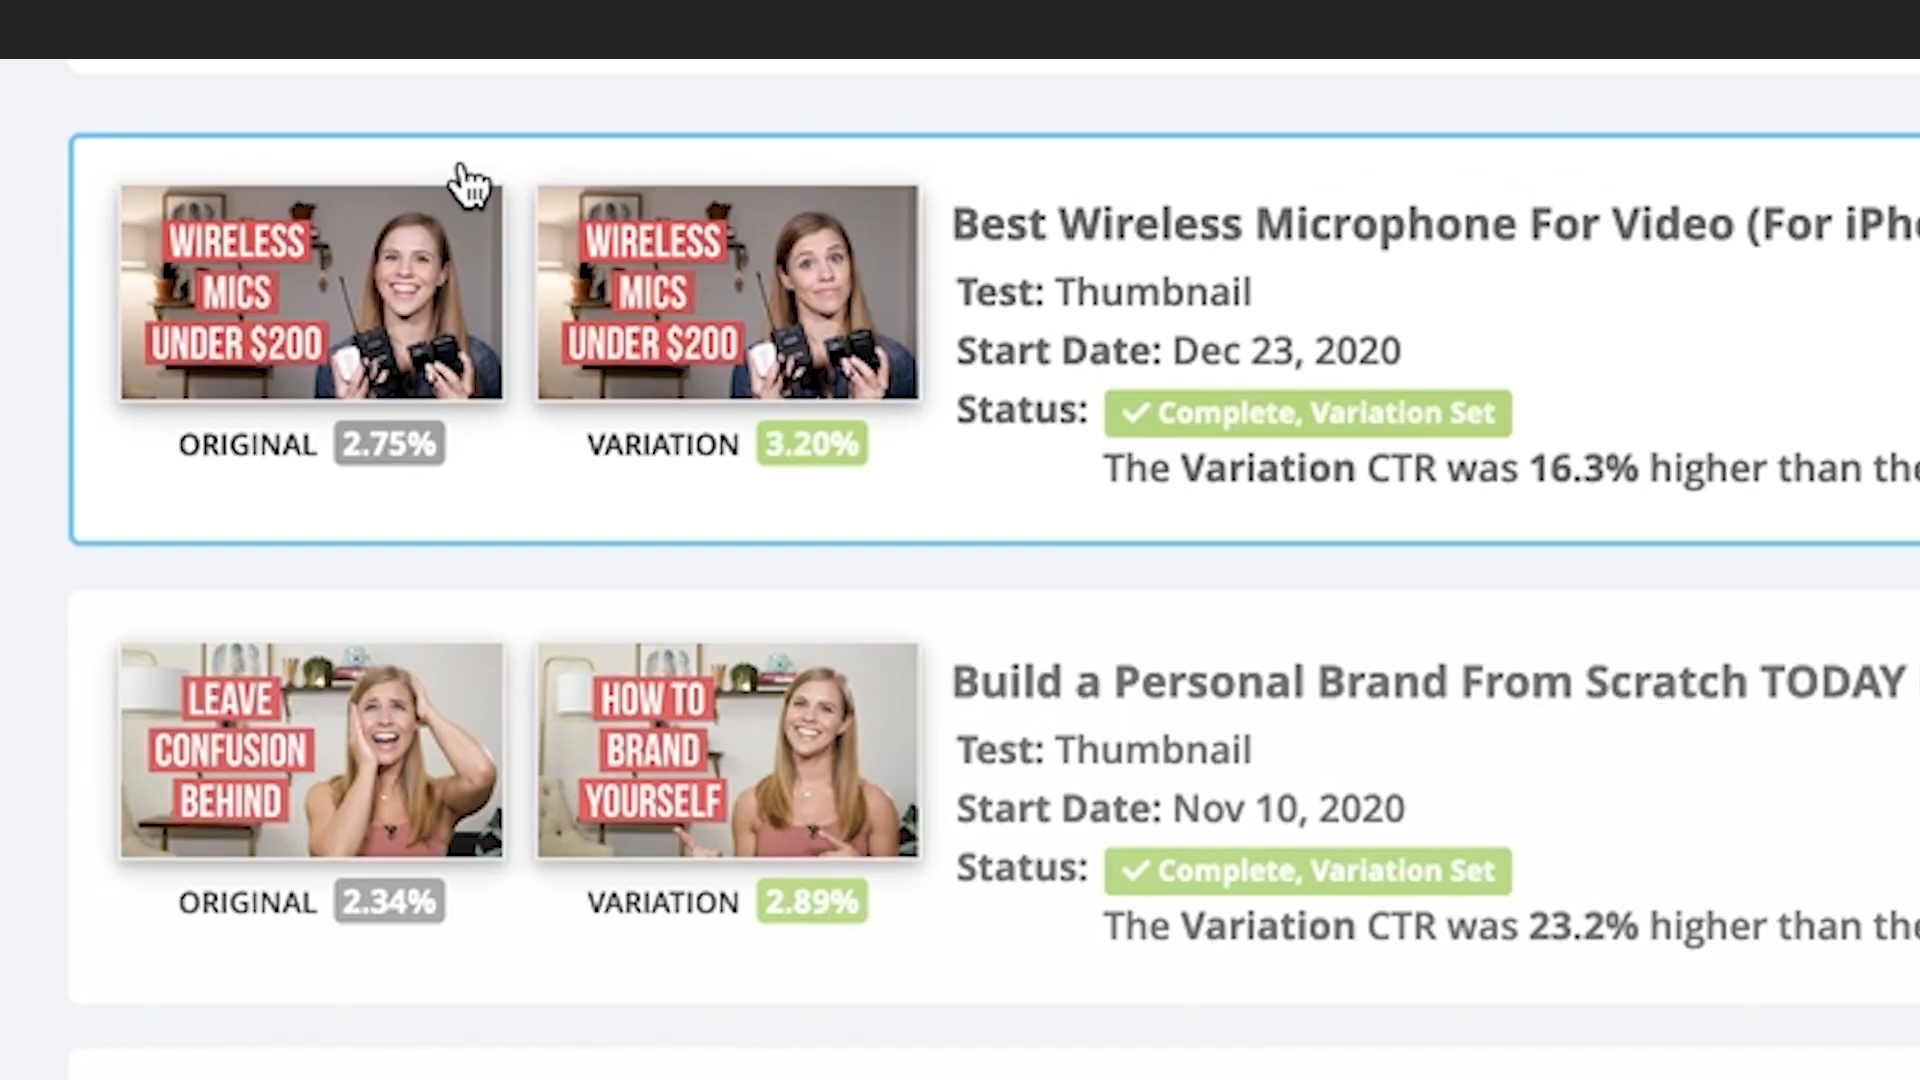 WIRELESS
MICS
UNDER $200
ORIGINAL 2.75%
WIRELESS
MICS
UNDER $200
VARIATION 3.20%
Best Wireless Microphone For Video (For iPh
Test: Thumbnail
Start Date: Dec 23, 2020
Status: Complete, Variation Set
The Variation CTR was 16.3% higher than the
LEAVE
CONFUSION
BEHIND
ORIGINAL 2.34%
HOW TO
BRAND
YOURSELF
VARIATION 2.89%
Build a Personal Brand From Scratch TODAY
Test: Thumbnail
Start Date: Nov 10, 2020
Status: Complete, Variation Set
The Variation CTR was 23.2% higher than the